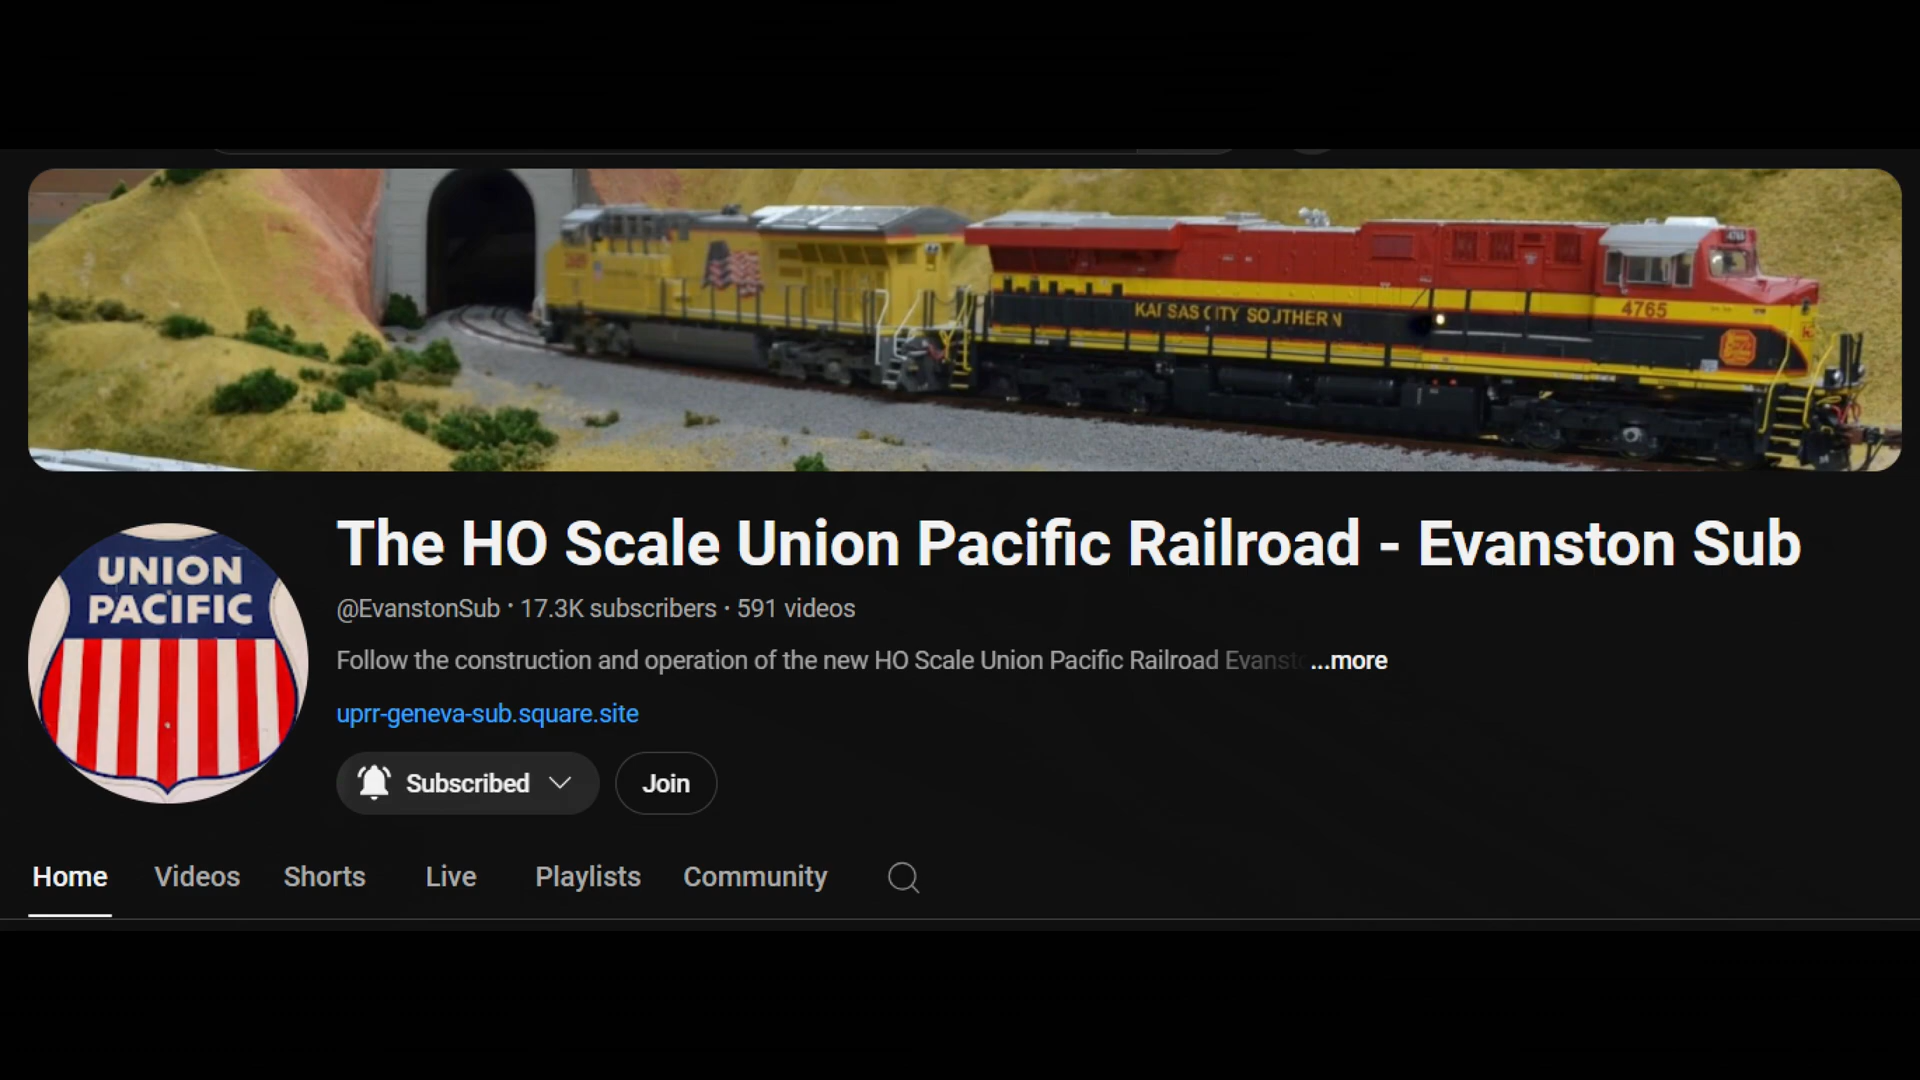 KANSAS CITY SOUTHERN
4765
4765
UNION
PACIFIC
The HO Scale Union Pacific Railroad - Evanston Sub
@EvanstonSub · 17.3K subscribers · 591 videos
Follow the construction and operation of the new HO Scale Union Pacific Railroad Evanst ...more
uprr-geneva-sub.square.site
Subscribed
Join
Home Videos Shorts Live Playlists Community